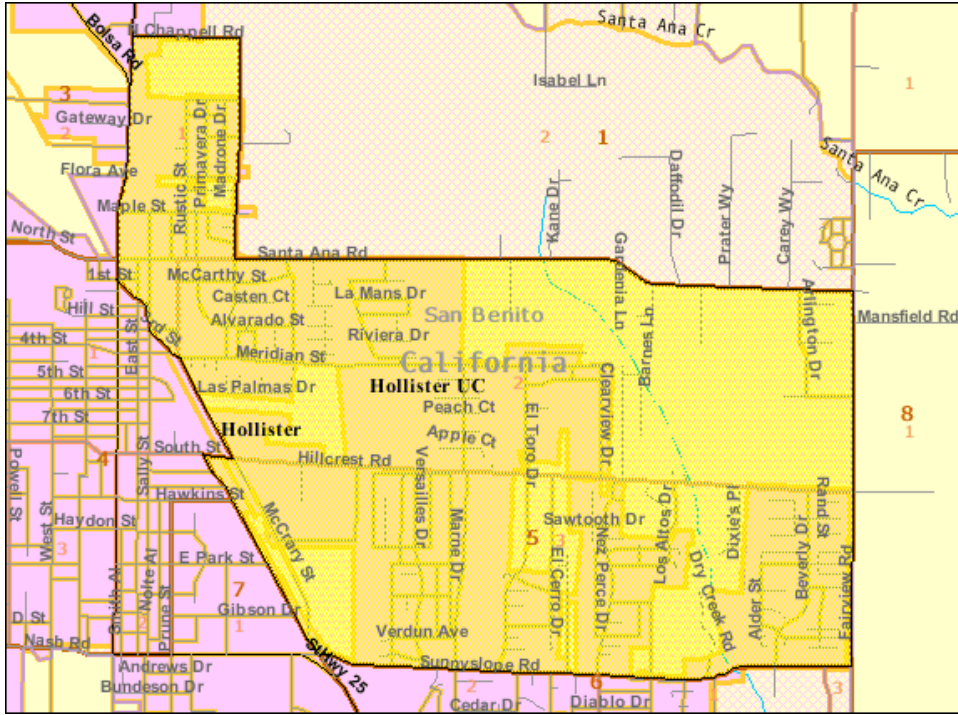 N Chappell Rd
Santa Ana Cr
Bolsa Rd
Isabel Ln
1
3
Gateway Dr
2
1
Primavera Dr
Madrone Dr
2
1
Santa Ana Cr
Flora Ave
Rustic St
Kane Dr
Daffodil Dr
Prater Wy
Carey Wy
Maple St
North St
Santa Ana Rd
Gardenia Ln
1st St
McCarthy St
Casten Ct
La Mans Dr
Arlington Dr
Hill St
3rd St
Alvarado St
San Benito
Barnes Ln
Mansfield Rd
4th St
East St
Riviera Dr
1
Meridian St
California
5th St
Las Palmas Dr
Hollister UC
2
Clearview Dr
6th St
7th St
Hollister
Peach Ct
El Toro Dr
8
Apple Ct
1
South St
4
Hillcrest Rd
Powell St
West St
Sally St
Versailles Dr
Hawkins St
Los Altos Dr
Dixie's Pl
Rand St
Haydon St
McCray St
Marne Dr
Sawtooth Dr
Beverly Dr
3
5
3
Nez Perce Dr
E Park St
El Cerro Dr
Dry Creek Rd
Smith Al
Nolte Al
Prune St
7
Gibson Dr
Alder St
Fairview Rd
D St
2
1
Verdun Ave
Nash Rd
StHwy 25
Sunnyslope Rd
Andrews Dr
Bundeson Dr
2
6
3
Cedar Dr
Diablo Dr